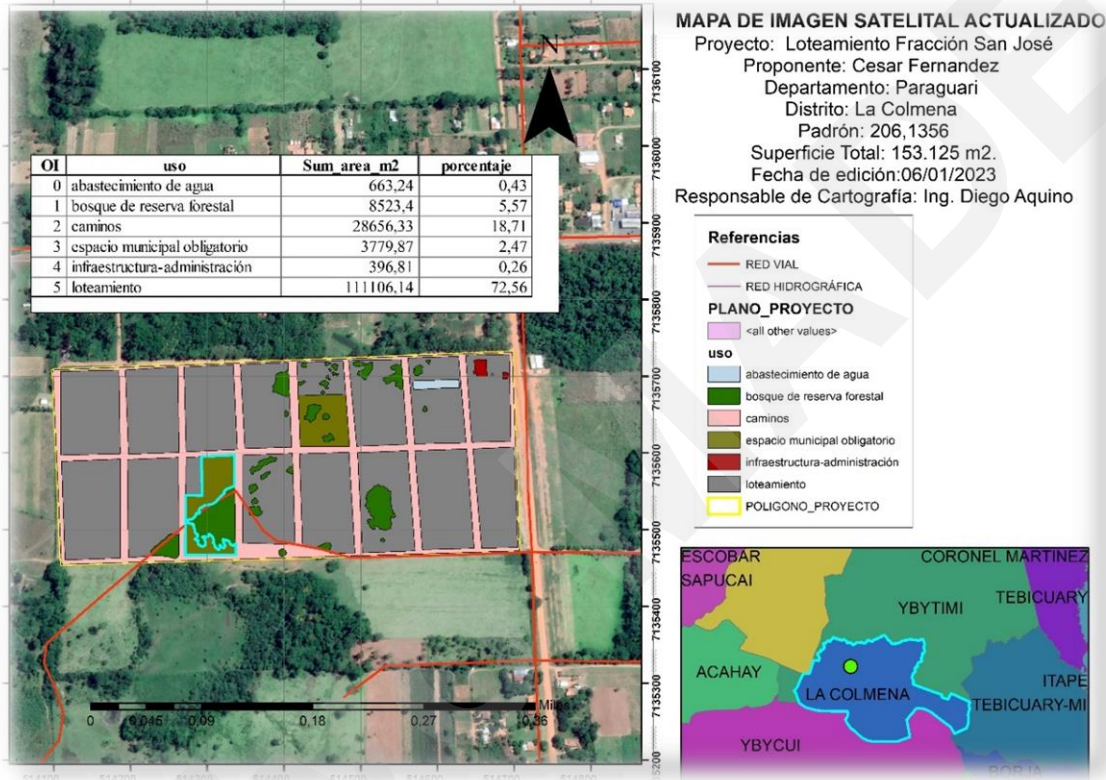 MAPA DE IMAGEN SATELITAL ACTUALIZADO
Proyecto: Loteamiento Fracción San José
Proponente: Cesar Fernandez
Departamento: Paraguari
Distrito: La Colmena
Padrón: 206,1356
Superficie Total: 153.125 m2.
Fecha de edición:06/01/2023
Responsable de Cartografía: Ing. Diego Aquino
N
OI uso Sum_area_m2 porcentaje
0 abastecimiento de agua 663,24 0,43
1 bosque de reserva forestal 8523,4 5,57
2 caminos 28656,33 18,71
3 espacio municipal obligatorio 3779,87 2,47
4 infraestructura-administración 396,81 0,26
5 loteamiento 111106,14 72,56
7136100
7136000
7135900
7135800
7135700
7135600
7135500
7135400
7135300
5200
0 0,045 0,09 0,18 0,27 0,36
Miles
Referencias
RED VIAL
RED HIDROGRÁFICA
PLANO_PROYECTO
<all other values>
uso
abastecimiento de agua
bosque de reserva forestal
caminos
espacio municipal obligatorio
infraestructura-administración
loteamiento
POLIGONO_PROYECTO
ESCOBAR
CORONEL MARTINEZ
SAPUCAI
YBYTIMI
TEBICUARY
ACAHAY
ITAPE
LA COLMENA
TEBICUARY-MI
YBYCUI
BORJA